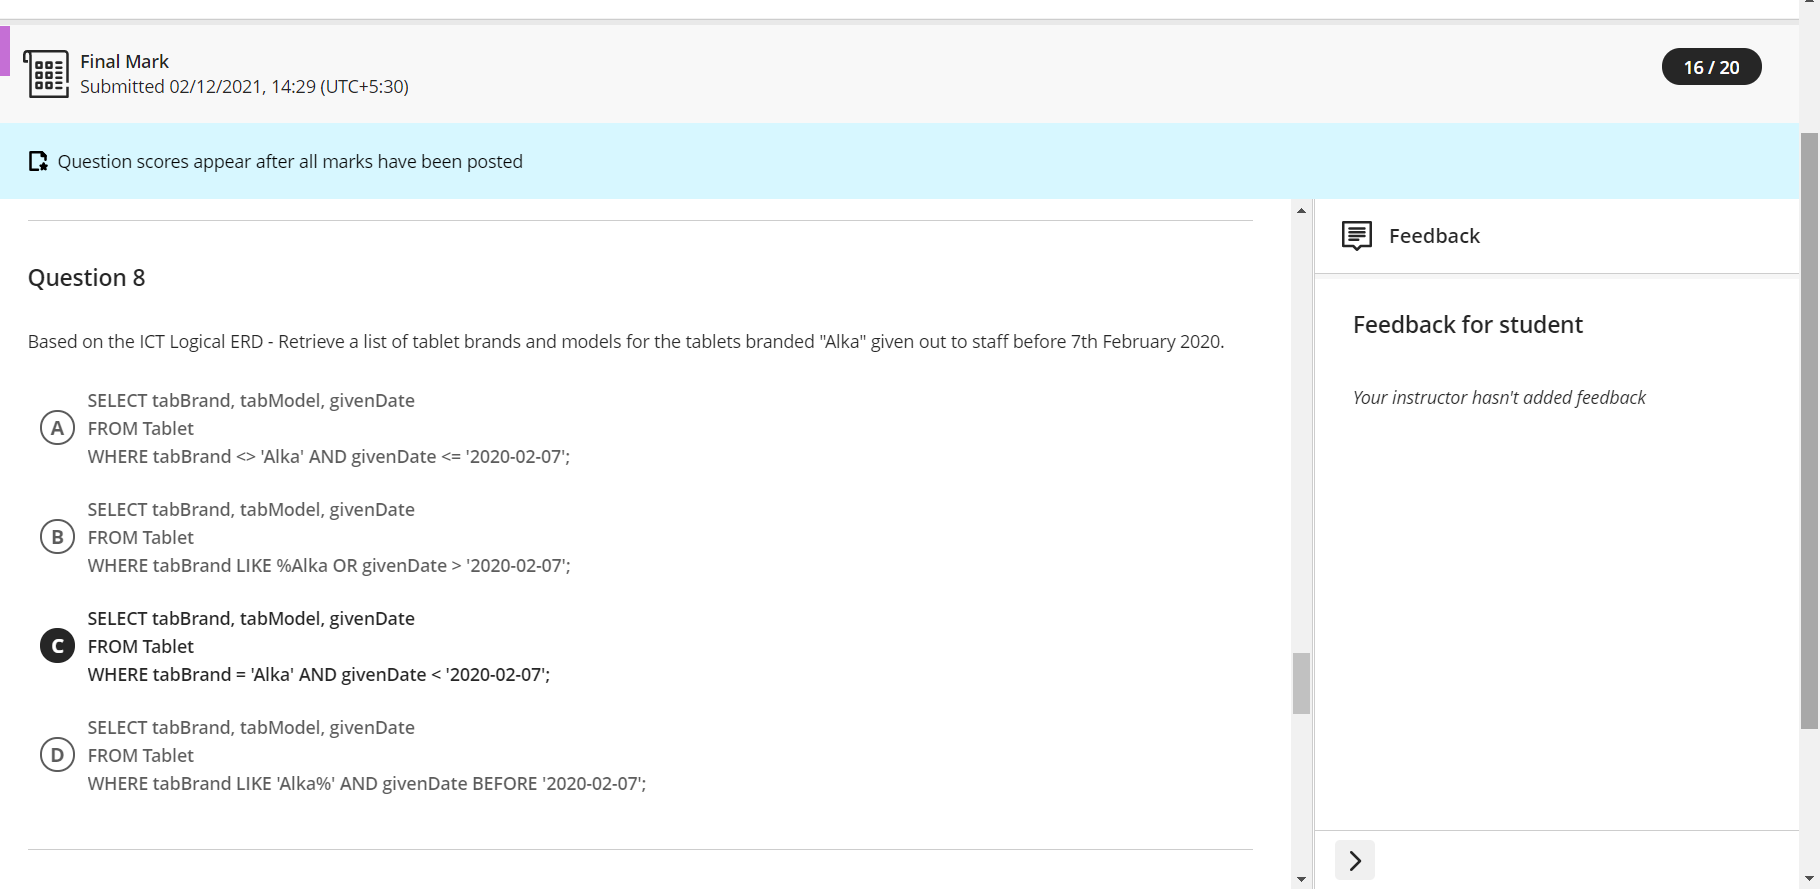 Final Mark
Submitted 02/12/2021, 14:29 (UTC+5:30)
16 / 20
Question scores appear after all marks have been posted
Question 8
Based on the ICT Logical ERD - Retrieve a list of tablet brands and models for the tablets branded "Alka" given out to staff before 7th February 2020.
A
SELECT tabBrand, tabModel, givenDate
FROM Tablet
WHERE tabBrand <> 'Alka' AND givenDate <= '2020-02-07';
B
SELECT tabBrand, tabModel, givenDate
FROM Tablet
WHERE tabBrand LIKE %Alka OR givenDate > '2020-02-07';
C
SELECT tabBrand, tabModel, givenDate
FROM Tablet
WHERE tabBrand = 'Alka' AND givenDate < '2020-02-07';
D
SELECT tabBrand, tabModel, givenDate
FROM Tablet
WHERE tabBrand LIKE 'Alka%' AND givenDate BEFORE '2020-02-07';
Feedback
Feedback for student
Your instructor hasn't added feedback